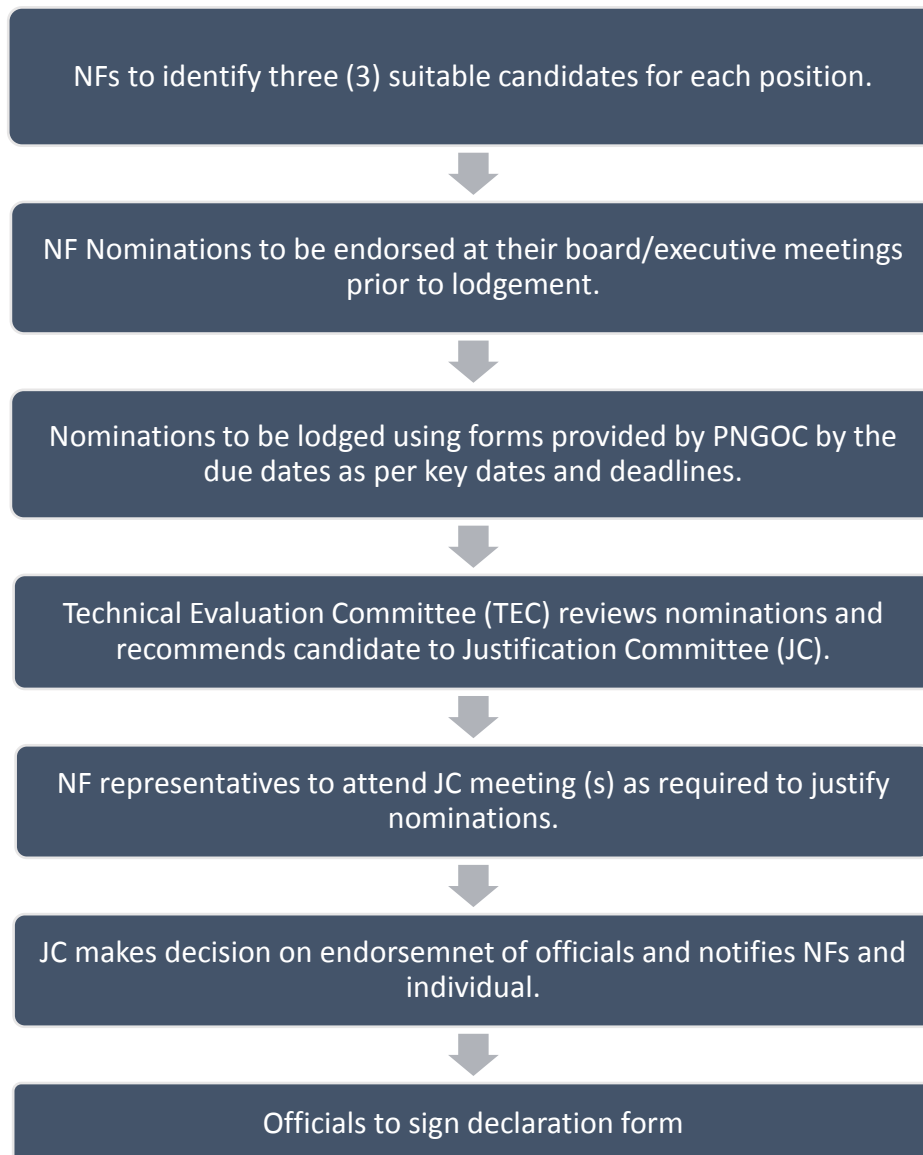 NFs to identify three (3) suitable candidates for each position.
NF Nominations to be endorsed at their board/executive meetings
prior to lodgement.
Nominations to be lodged using forms provided by PNGOC by the
due dates as per key dates and deadlines.
Technical Evaluation Committee (TEC) reviews nominations and
recommends candidate to Justification Committee (JC).
NF representatives to attend JC meeting (s) as required to justify
nominations.
JC makes decision on endorsemnet of officials and notifies NFs and
individual.
Officials to sign declaration form